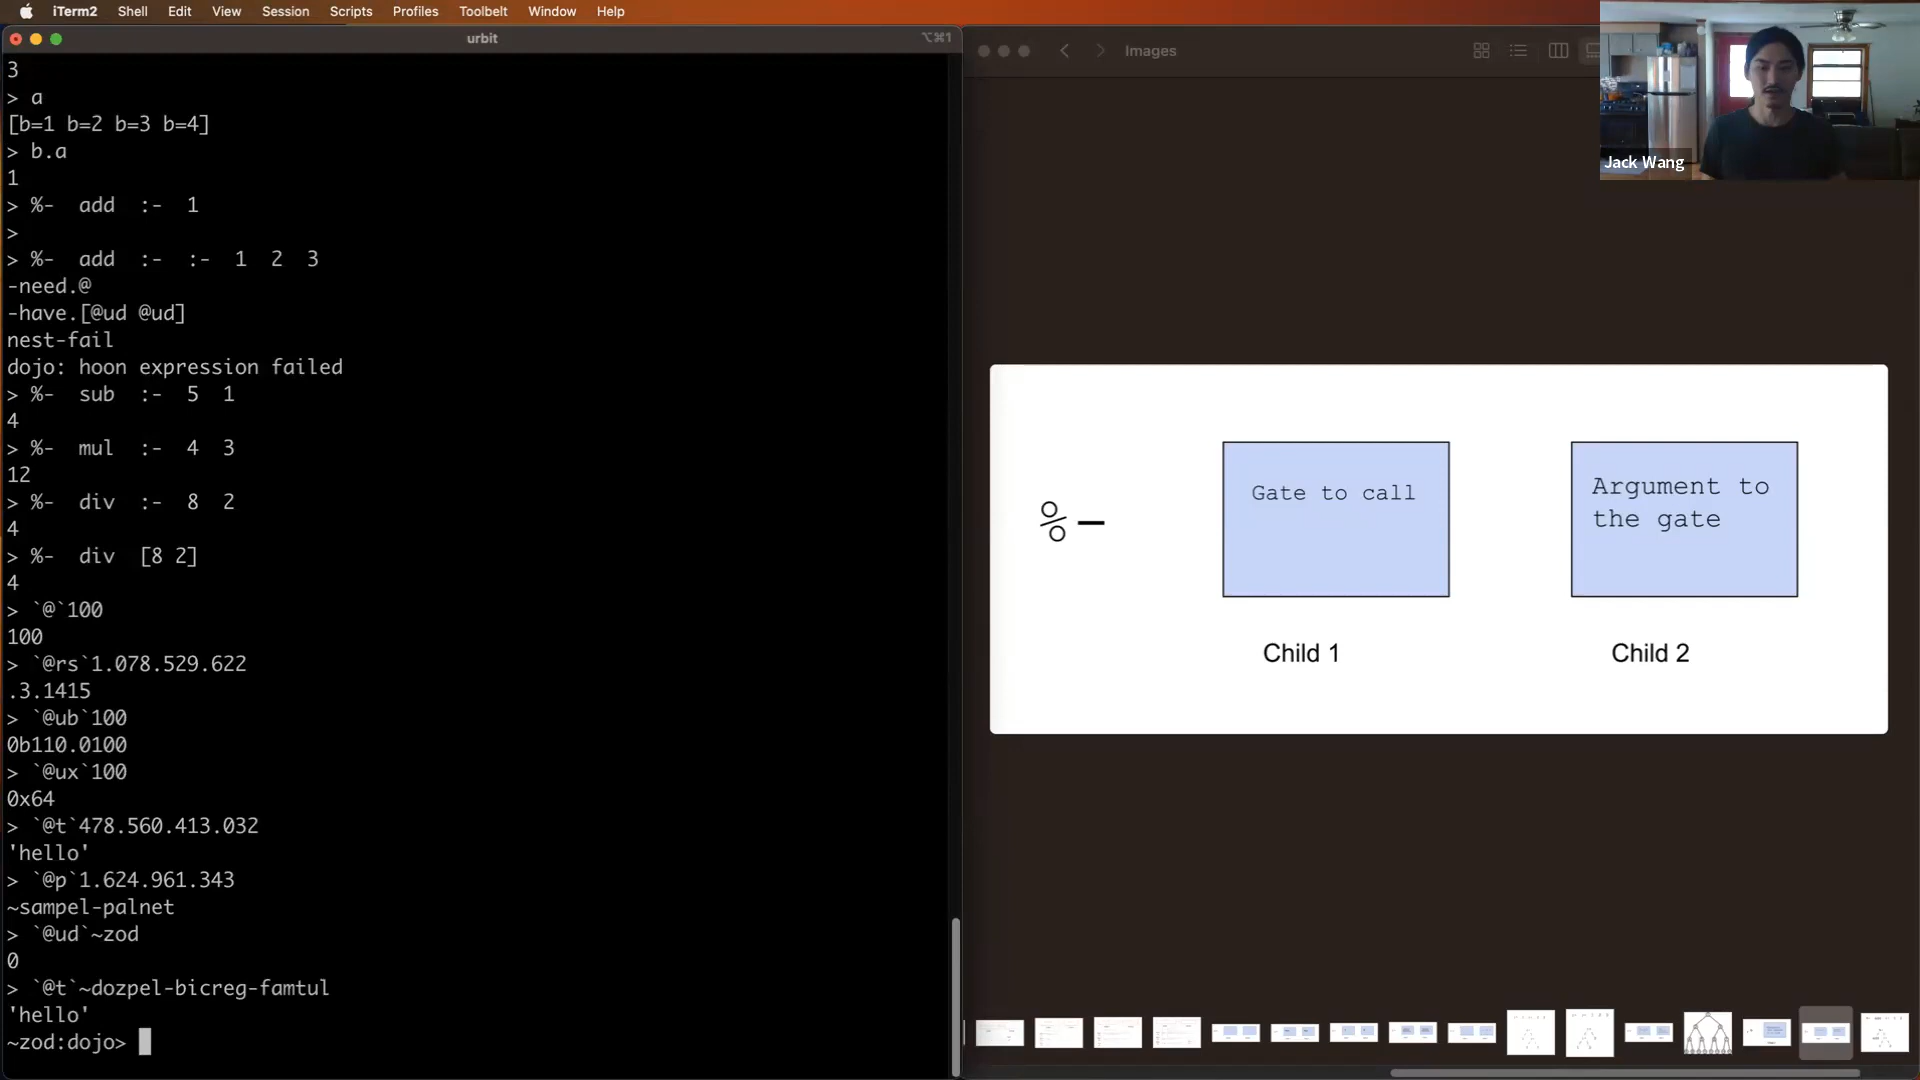 iTerm2 Shell Edit View Session Scripts Profiles Toolbelt Window Help
urbit
⌥⌘1
3
> a
[b=1 b=2 b=3 b=4]
> b.a
1
> %-  add  :-  1
>
> %-  add  :-  :-  1  2  3
-need.@
-have.[@ud @ud]
nest-fail
dojo: hoon expression failed
> %-  sub  :-  5  1
4
> %-  mul  :-  4  3
12
> %-  div  :-  8  2
4
> %-  div  [8 2]
4
> `@`100
100
> `@rs`1.078.529.622
.3.1415
> `@ub`100
0b110.0100
> `@ux`100
0x64
> `@t`478.560.413.032
'hello'
> `@p`1.624.961.343
~sampel-palnet
> `@ud`~zod
0
> `@t`~dozpel-bicreg-famtul
'hello'
~zod:dojo>
Images
Jack Wang
%-
Gate to call
Argument to
the gate
Child 1
Child 2